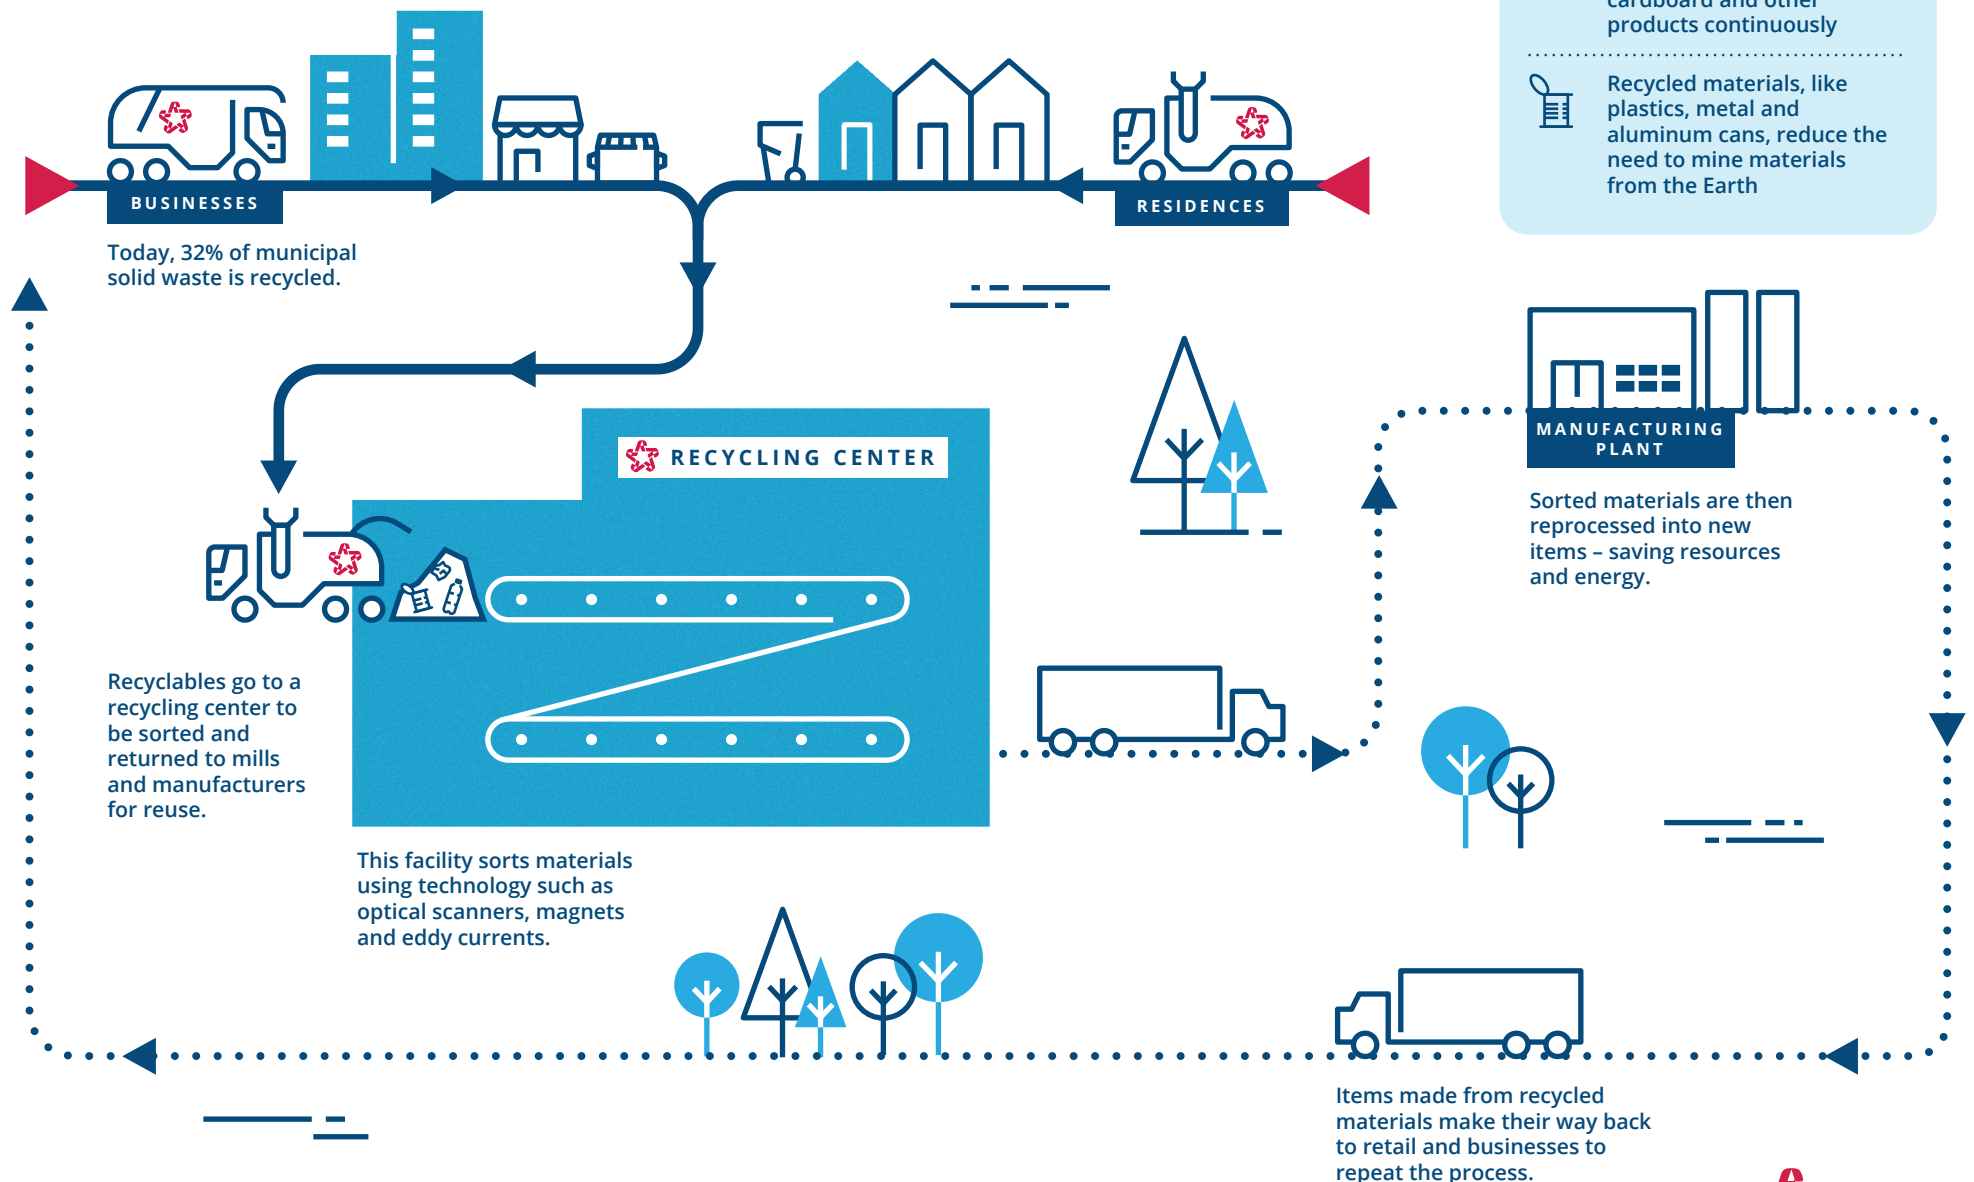 cardboard and other
products continuously
Recycled materials, like
plastics, metal and
aluminum cans, reduce the
need to mine materials
from the Earth
BUSINESSES
RESIDENCES
Today, 32% of municipal
solid waste is recycled.
MANUFACTURING
PLANT
RECYCLING CENTER
Sorted materials are then
reprocessed into new
items – saving resources
and energy.
Recyclables go to a
recycling center to
be sorted and
returned to mills
and manufacturers
for reuse.
This facility sorts materials
using technology such as
optical scanners, magnets
and eddy currents.
Items made from recycled
materials make their way back
to retail and businesses to
repeat the process.